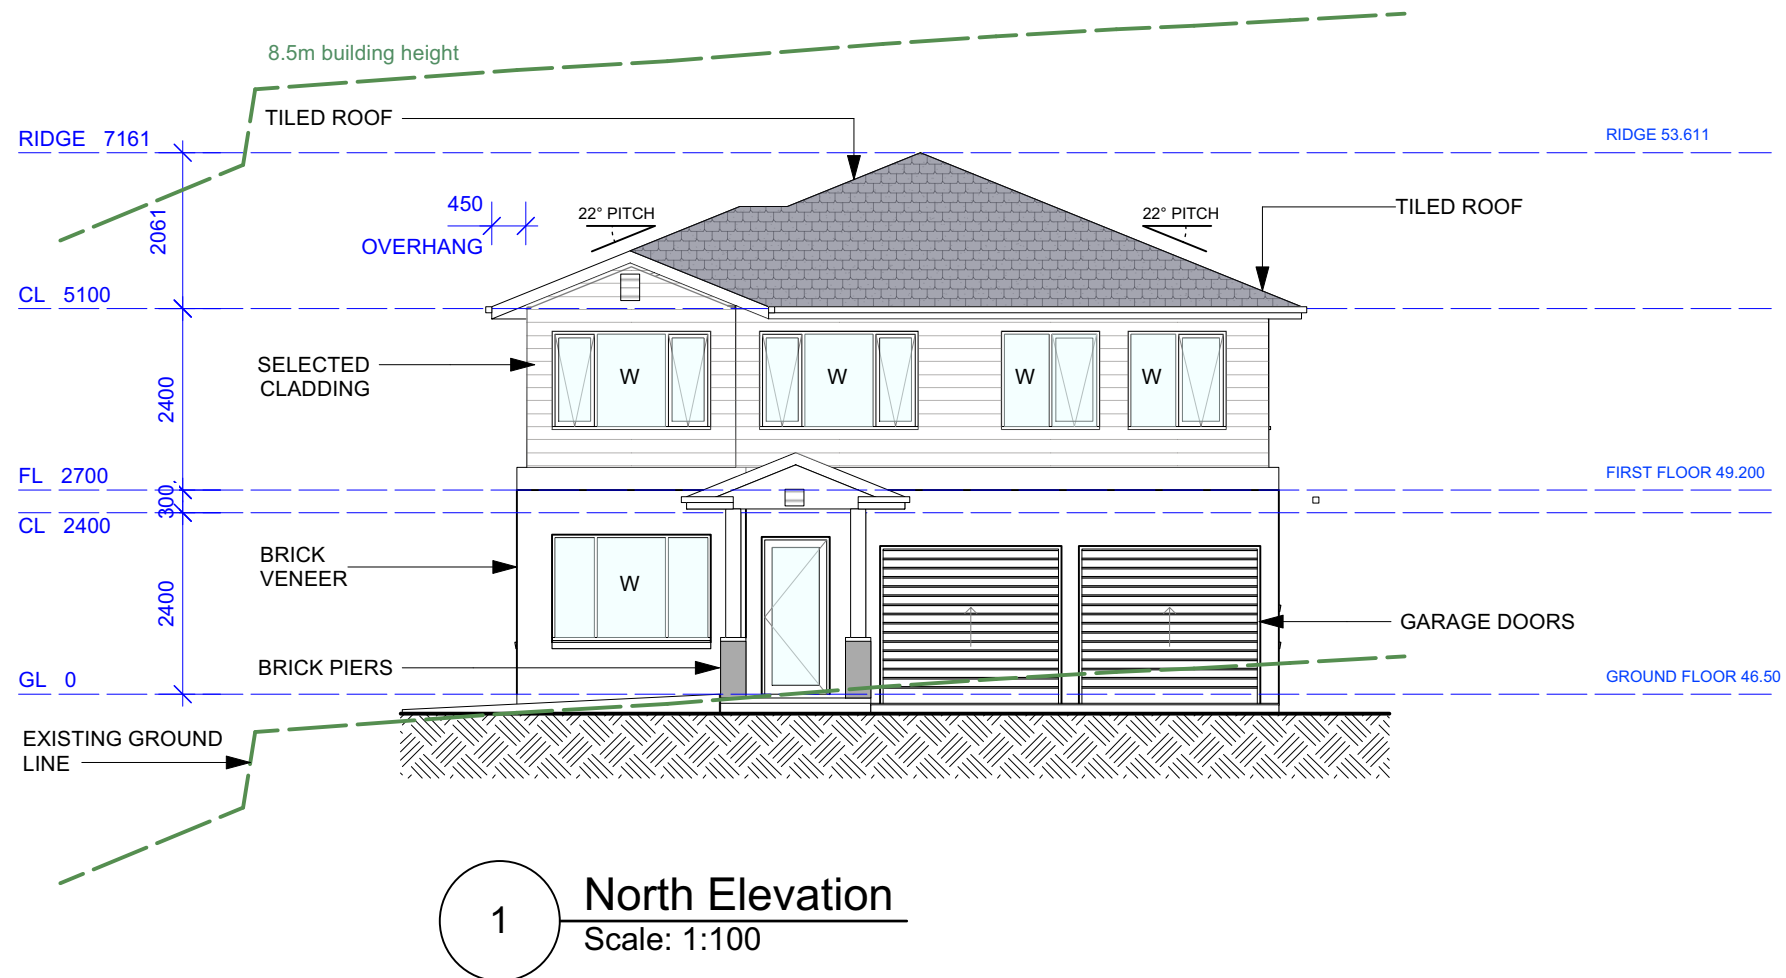 8.5m building height
TILED ROOF
RIDGE 7161
RIDGE 53.611
2061
450
OVERHANG
22° PITCH
22° PITCH
TILED ROOF
CL 5100
SELECTED
CLADDING
2400
W
W
W
W
FL 2700
FIRST FLOOR 49.200
300
CL 2400
BRICK
VENEER
W
2400
GARAGE DOORS
BRICK PIERS
GL 0
GROUND FLOOR 46.50
EXISTING GROUND
LINE
1
North Elevation
Scale: 1:100